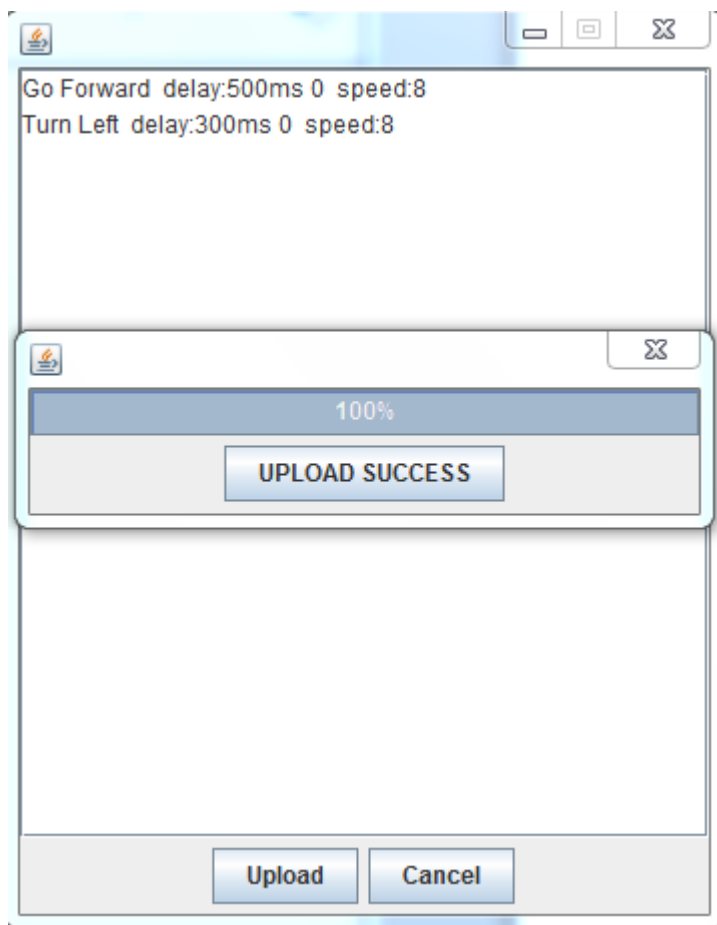 Go Forward  delay:500ms 0  speed:8
Turn Left  delay:300ms 0  speed:8
100%
UPLOAD SUCCESS
Upload Cancel